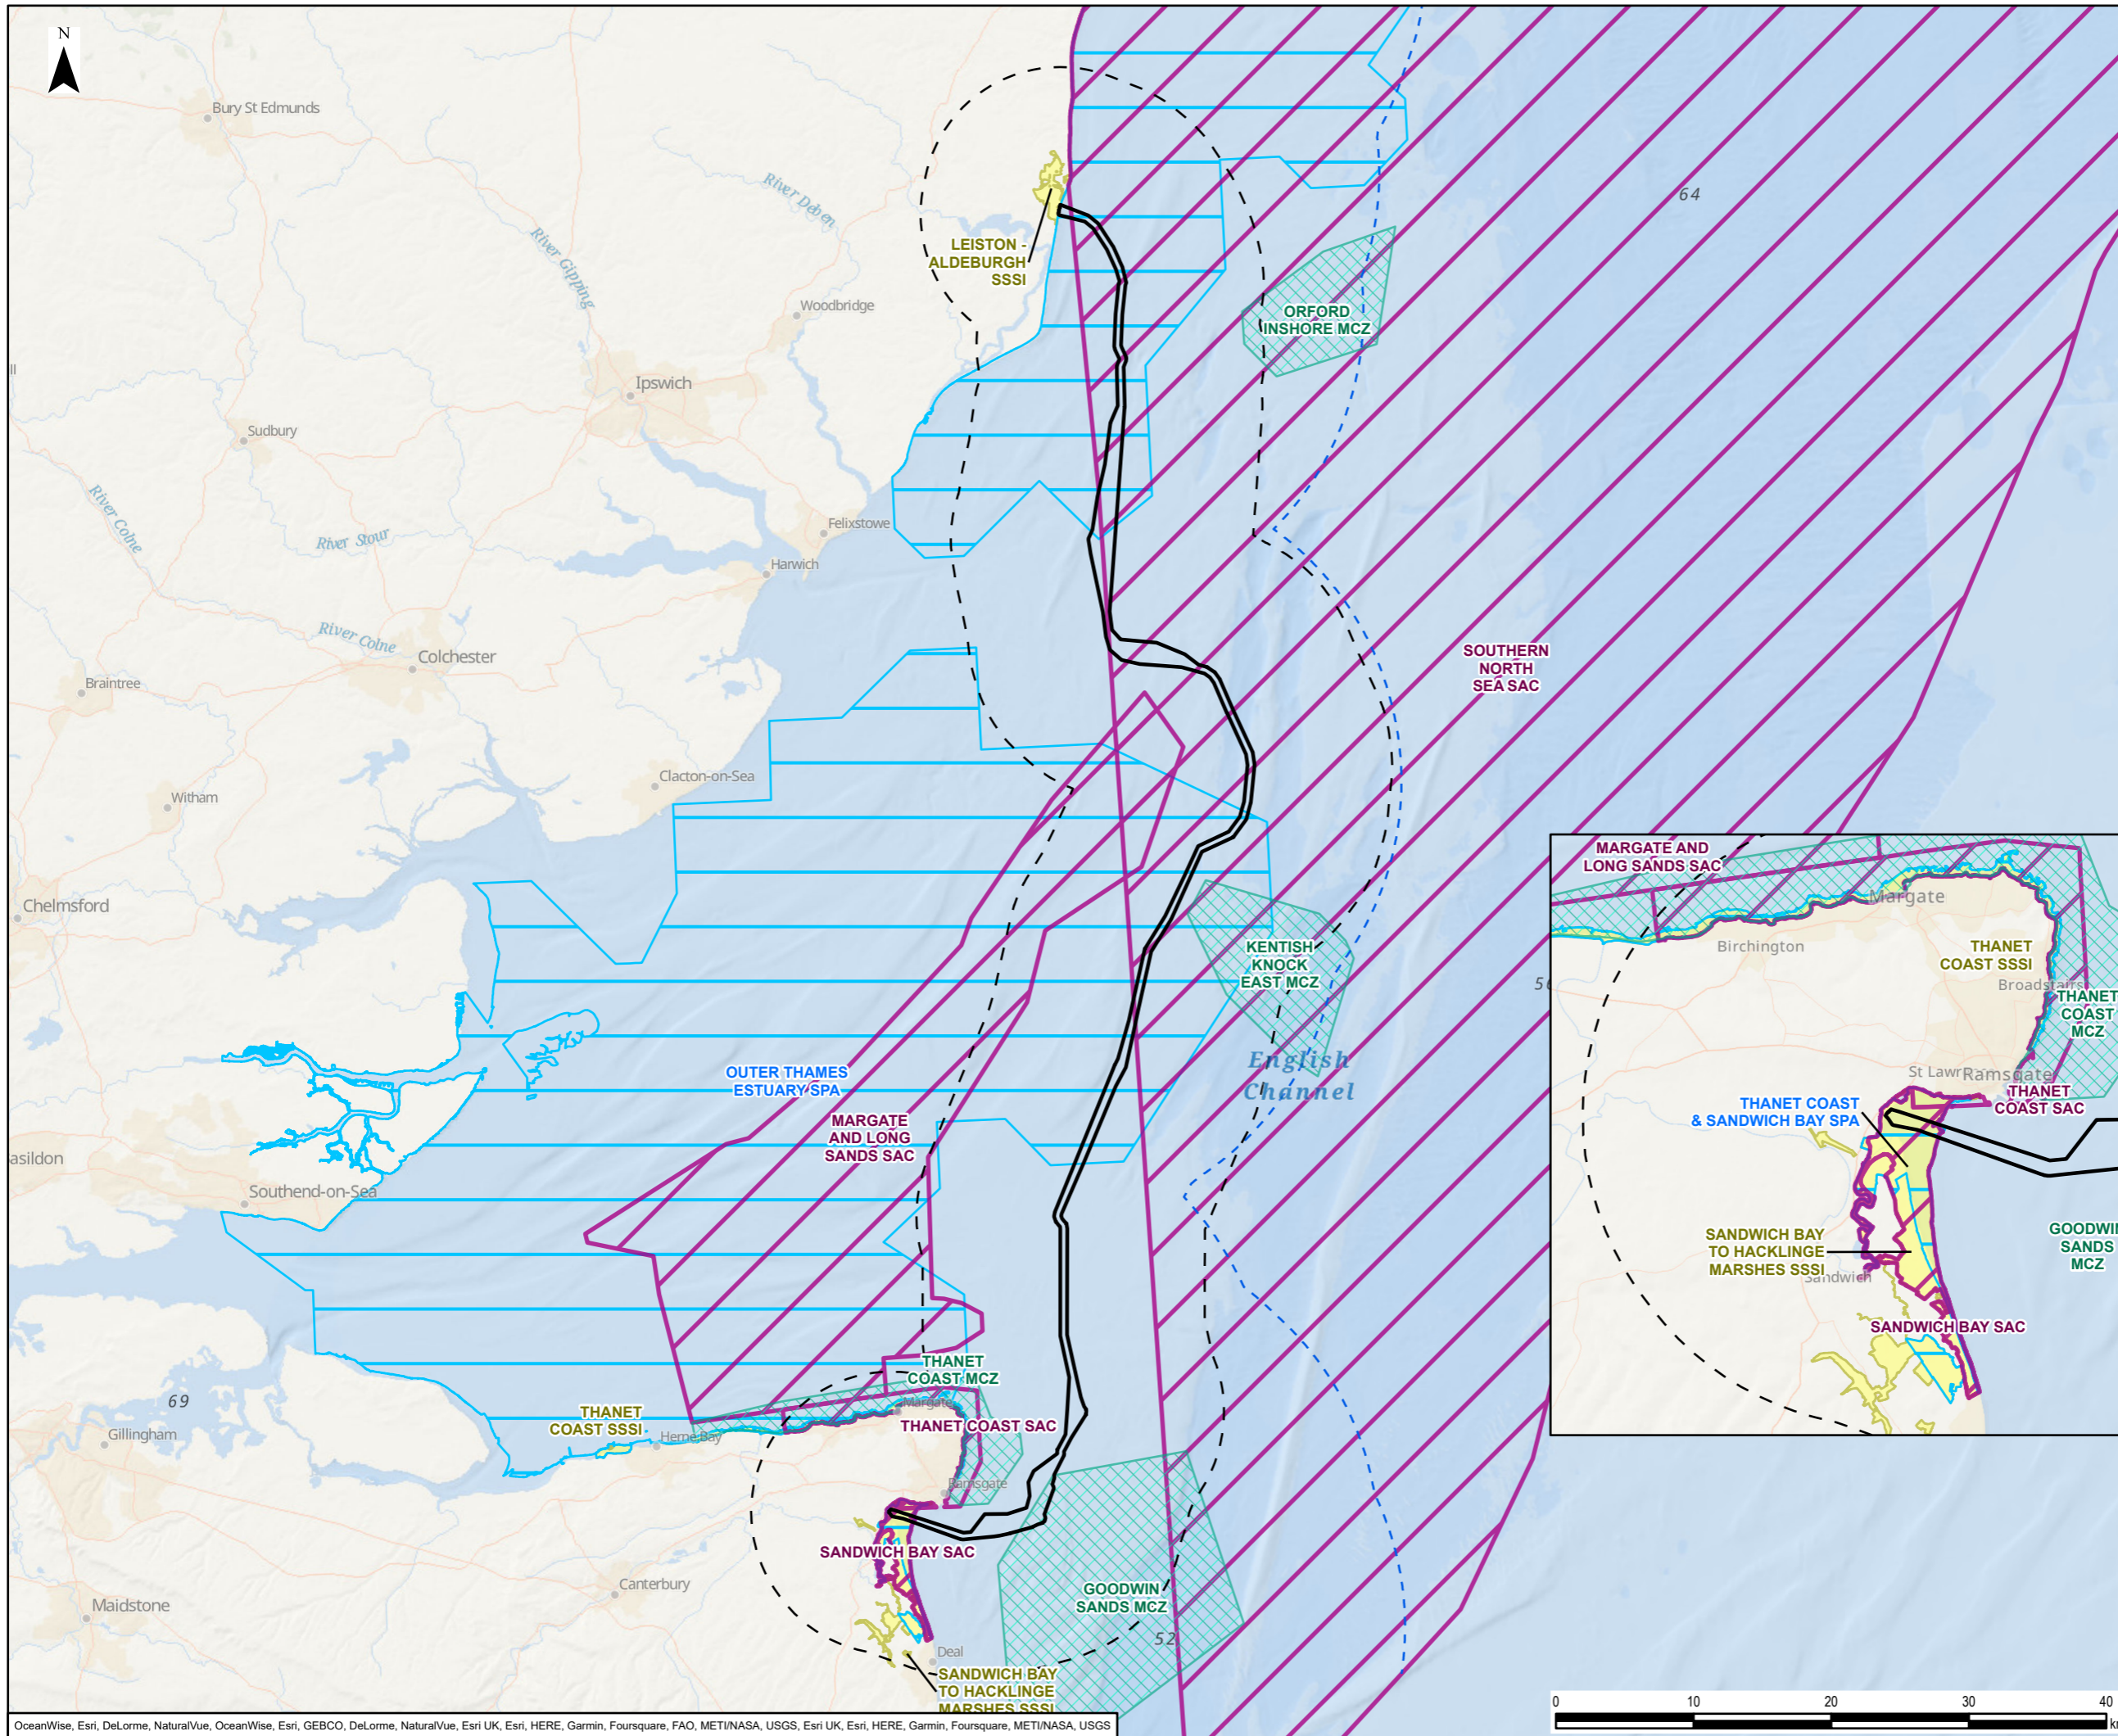 N
Bury St Edmunds
River Deben
River Gipping
64
LEISTON -
ALDEBURGH
SSSI
Woodbridge
ORFORD
INSHORE MCZ
Ipswich
Sudbury
River Colne
River Stour
Felixstowe
Harwich
River Colne
Colchester
Braintree
SOUTHERN
NORTH
SEA SAC
Clacton-on-Sea
Witham
Chelmsford
KENTISH
KNOCK
EAST MCZ
English
Channel
OUTER THAMES
ESTUARY SPA
MARGATE
AND LONG
SANDS SAC
asildon
Southend-on-Sea
THANET
COAST MCZ
69
THANET
COAST SSSI
Margate
THANET COAST SAC
Gillingham
Herne Bay
Ramsgate
SANDWICH BAY SAC
Canterbury
GOODWIN
SANDS MCZ
Maidstone
52
Deal
SANDWICH BAY
TO HACKLINGE
MARSHES SSSI
MARGATE AND
LONG SANDS SAC
Margate
Birchington
THANET
COAST SSSI
Broadstairs
THANET
COAST
MCZ
St Lawr
Ramsgate
THANET
COAST SAC
THANET COAST
& SANDWICH BAY SPA
SANDWICH BAY
TO HACKLINGE
MARSHES SSSI
Sandwich
GOODWIN
SANDS
MCZ
SANDWICH BAY SAC
0 10 20 30 40
OceanWise, Esri, DeLorme, NaturalVue, OceanWise, Esri, GEBCO, DeLorme, NaturalVue, Esri UK, Esri, HERE, Garmin, Foursquare, FAO, METI/NASA, USGS, Esri UK, Esri, HERE, Garmin, Foursquare, METI/NASA, USGS